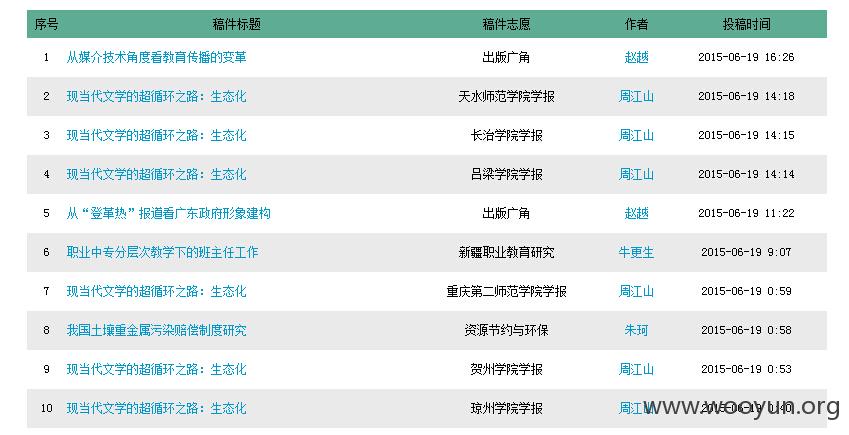 序号 稿件标题 稿件志愿 作者 投稿时间
1 从媒介技术角度看教育传播的变革 出版广角 赵越 2015-06-19 16:26
2 现当代文学的超循环之路：生态化 天水师范学院学报 周江山 2015-06-19 14:18
3 现当代文学的超循环之路：生态化 长治学院学报 周江山 2015-06-19 14:15
4 现当代文学的超循环之路：生态化 吕梁学院学报 周江山 2015-06-19 14:14
5 从“登革热”报道看广东政府形象建构 出版广角 赵越 2015-06-19 11:22
6 职业中专分层次教学下的班主任工作 新疆职业教育研究 牛更生 2015-06-19 9:07
7 现当代文学的超循环之路：生态化 重庆第二师范学院学报 周江山 2015-06-19 0:59
8 我国土壤重金属污染赔偿制度研究 资源节约与环保 朱珂 2015-06-19 0:58
9 现当代文学的超循环之路：生态化 贺州学院学报 周江山 2015-06-19 0:53
10 现当代文学的超循环之路：生态化 琼州学院学报 周江山 2015-06-19 0:40
www.wooyun.org